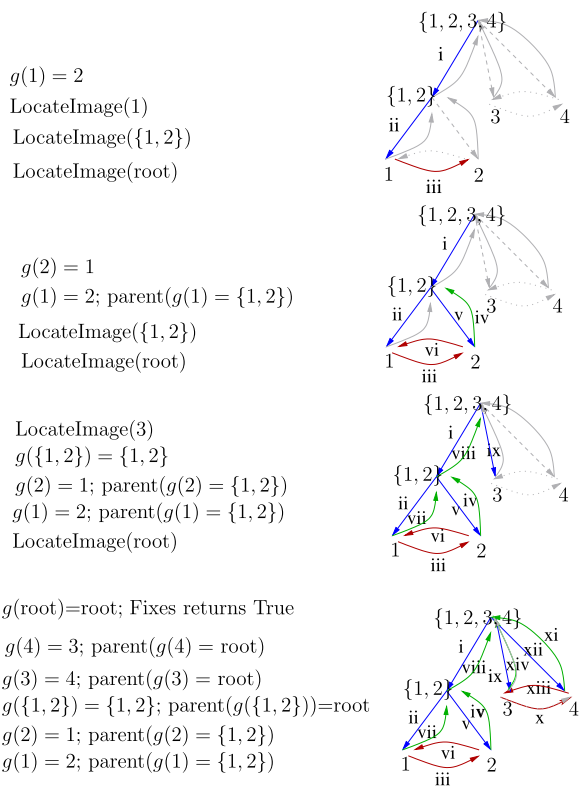 g(1) = 2
LocateImage(1)
LocateImage({1, 2})
LocateImage(root)
{1, 2, 3, 4}
i
{1, 2}
ii
3
4
1
2
iii
g(2) = 1
g(1) = 2; parent(g(1) = {1, 2})
LocateImage({1, 2})
LocateImage(root)
{1, 2, 3, 4}
i
{1, 2}
ii
v
iv
3
4
vi
1
2
iii
LocateImage(3)
g({1, 2}) = {1, 2}
g(2) = 1; parent(g(2) = {1, 2})
g(1) = 2; parent(g(1) = {1, 2})
LocateImage(root)
{1, 2, 3, 4}
i
viii
ix
{1, 2}
3
4
ii
vii
v
iv
vi
1
2
iii
g(root)=root; Fixes returns True
g(4) = 3; parent(g(4) = root)
g(3) = 4; parent(g(3) = root)
g({1, 2}) = {1, 2}; parent(g({1, 2}))=root
g(2) = 1; parent(g(2) = {1, 2})
g(1) = 2; parent(g(1) = {1, 2})
{1, 2, 3, 4}
i
xi
xii
viii
ix
xiv
{1, 2}
xiii
3
4
x
ii
vii
v
iv
vi
1
2
iii